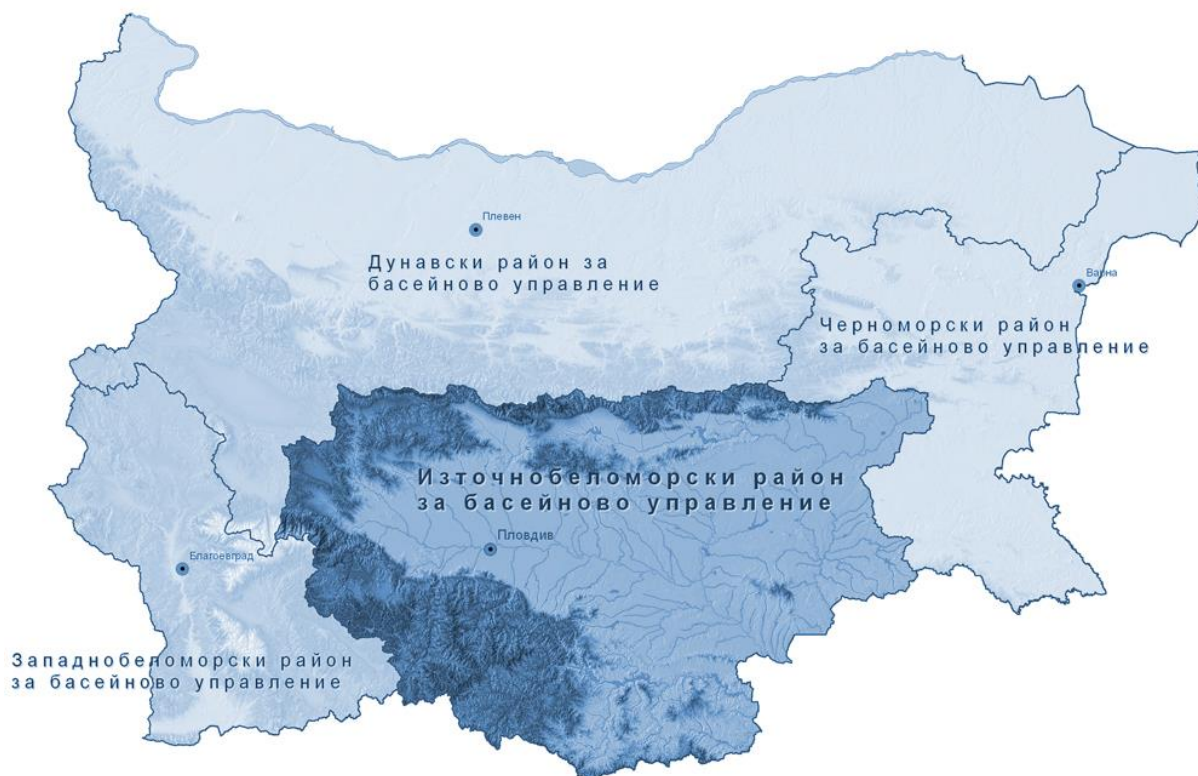 Плевен
Дунавски район за
басейново управление
Варна
Черноморски район
за басейново управление
Източнобеломорски район
за басейново управление
Пловдив
Благоевград
Западнобеломорски район
за басейново управление